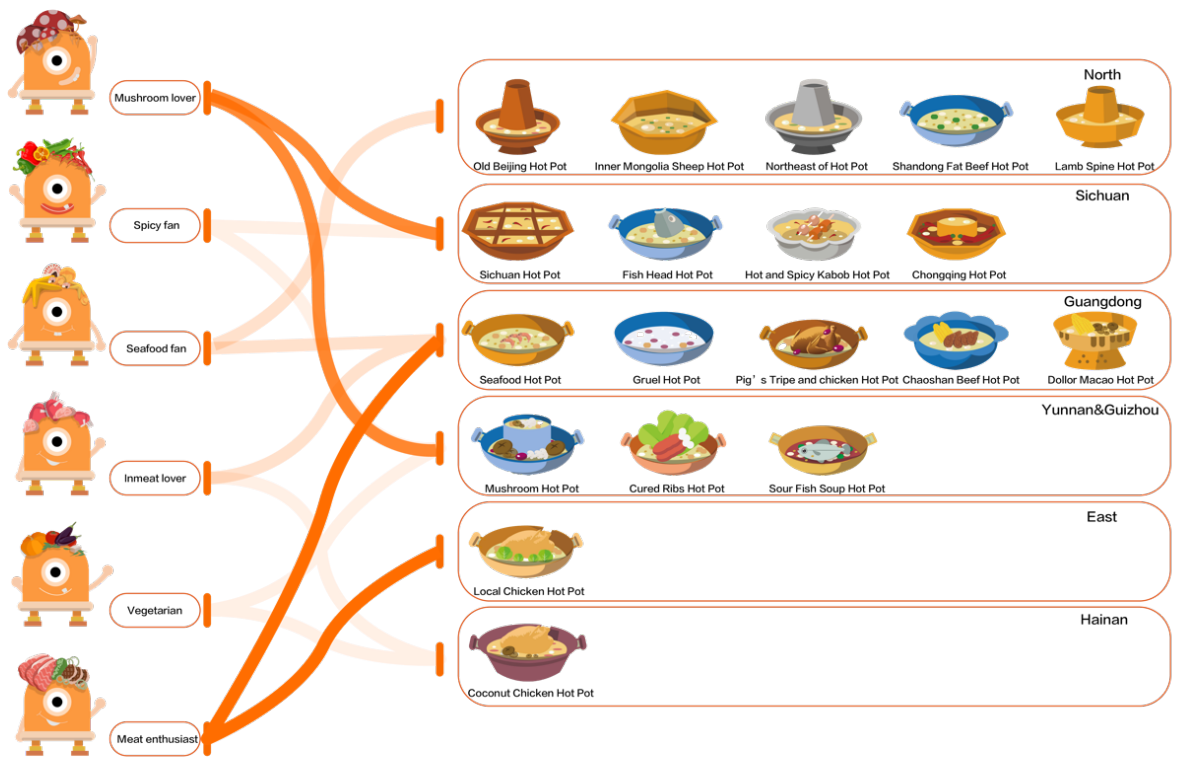 Mushroom lover
Spicy fan
Seafood fan
Inmeat lover
Vegetarian
Meat enthusiast
North
Old Beijing Hot Pot
Inner Mongolia Sheep Hot Pot
Northeast of Hot Pot
Shandong Fat Beef Hot Pot
Lamb Spine Hot Pot
Sichuan
Sichuan Hot Pot
Fish Head Hot Pot
Hot and Spicy Kabob Hot Pot
Chongqing Hot Pot
Guangdong
Seafood Hot Pot
Gruel Hot Pot
Pig’s Tripe and chicken Hot Pot
Chaoshan Beef Hot Pot
Dollor Macao Hot Pot
Yunnan&Guizhou
Mushroom Hot Pot
Cured Ribs Hot Pot
Sour Fish Soup Hot Pot
East
Local Chicken Hot Pot
Hainan
Coconut Chicken Hot Pot